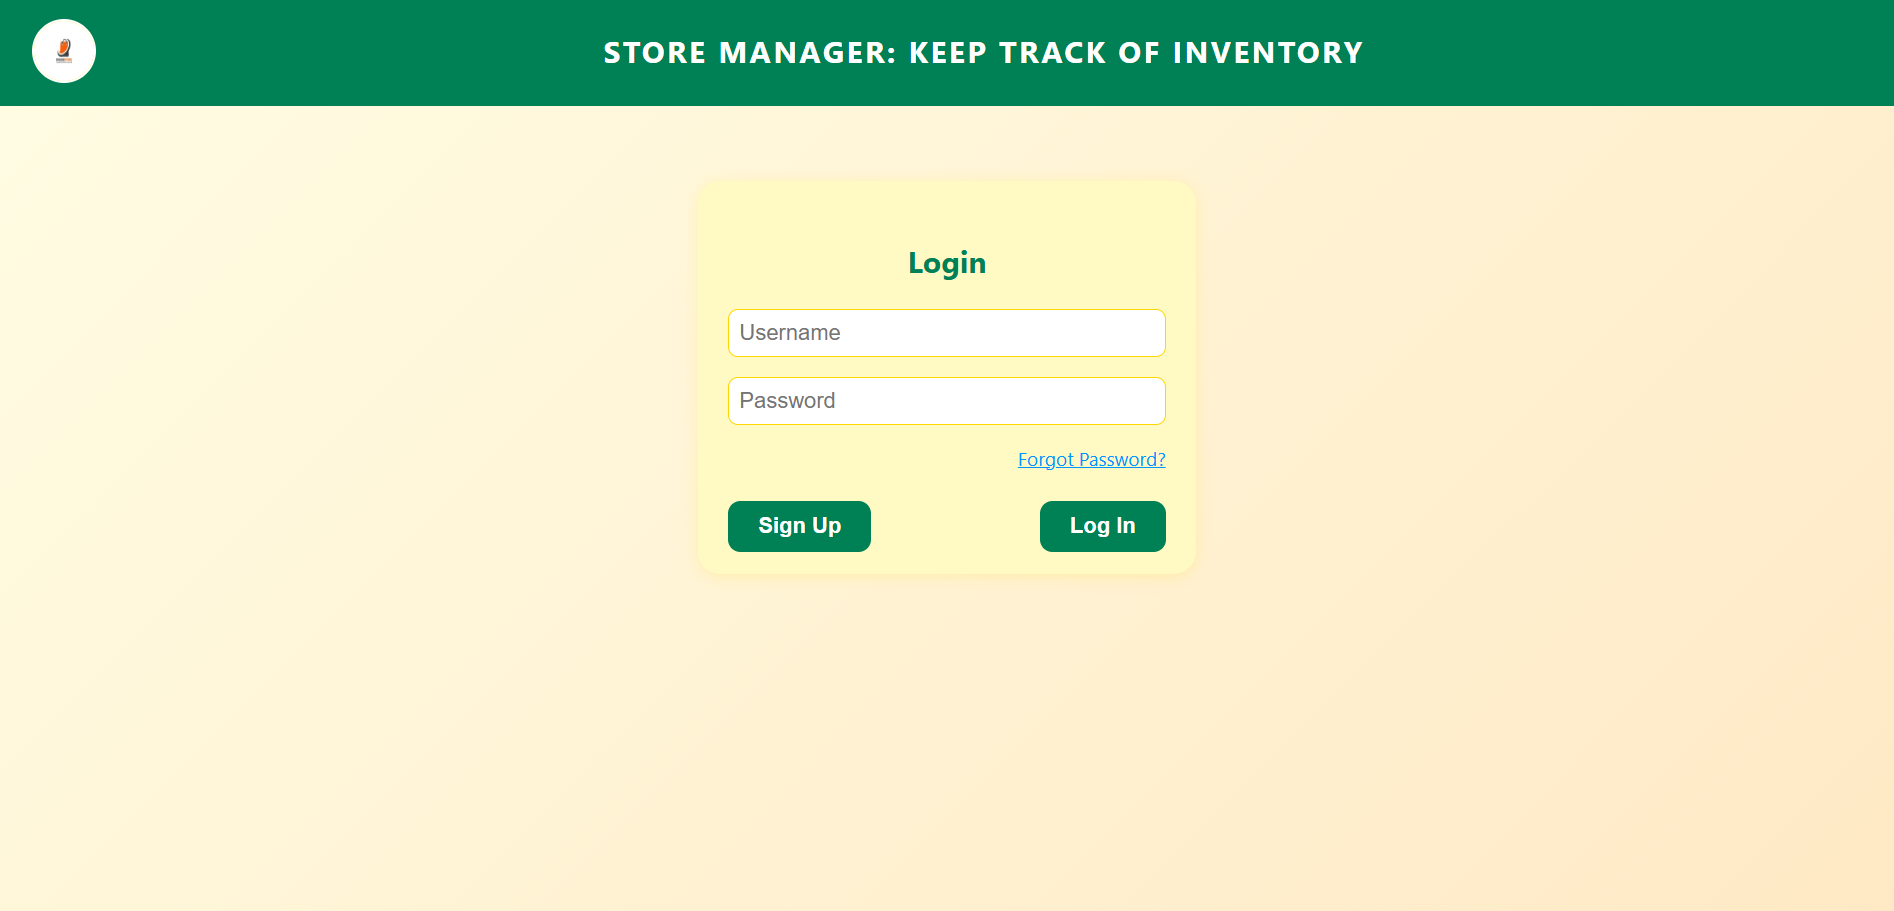 STORE MANAGER: KEEP TRACK OF INVENTORY
Login
Username
Password
Forgot Password?
Sign Up
Log In